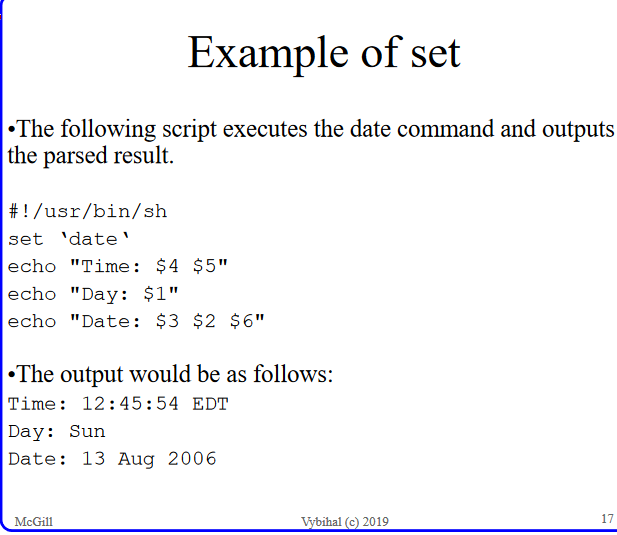 Example of set
•The following script executes the date command and outputs
the parsed result.
#!/usr/bin/sh
set ‛date‛
echo "Time: $4 $5"
echo "Day: $1"
echo "Date: $3 $2 $6"
•The output would be as follows:
Time: 12:45:54 EDT
Day: Sun
Date: 13 Aug 2006
McGill
Vybihal (c) 2019
17